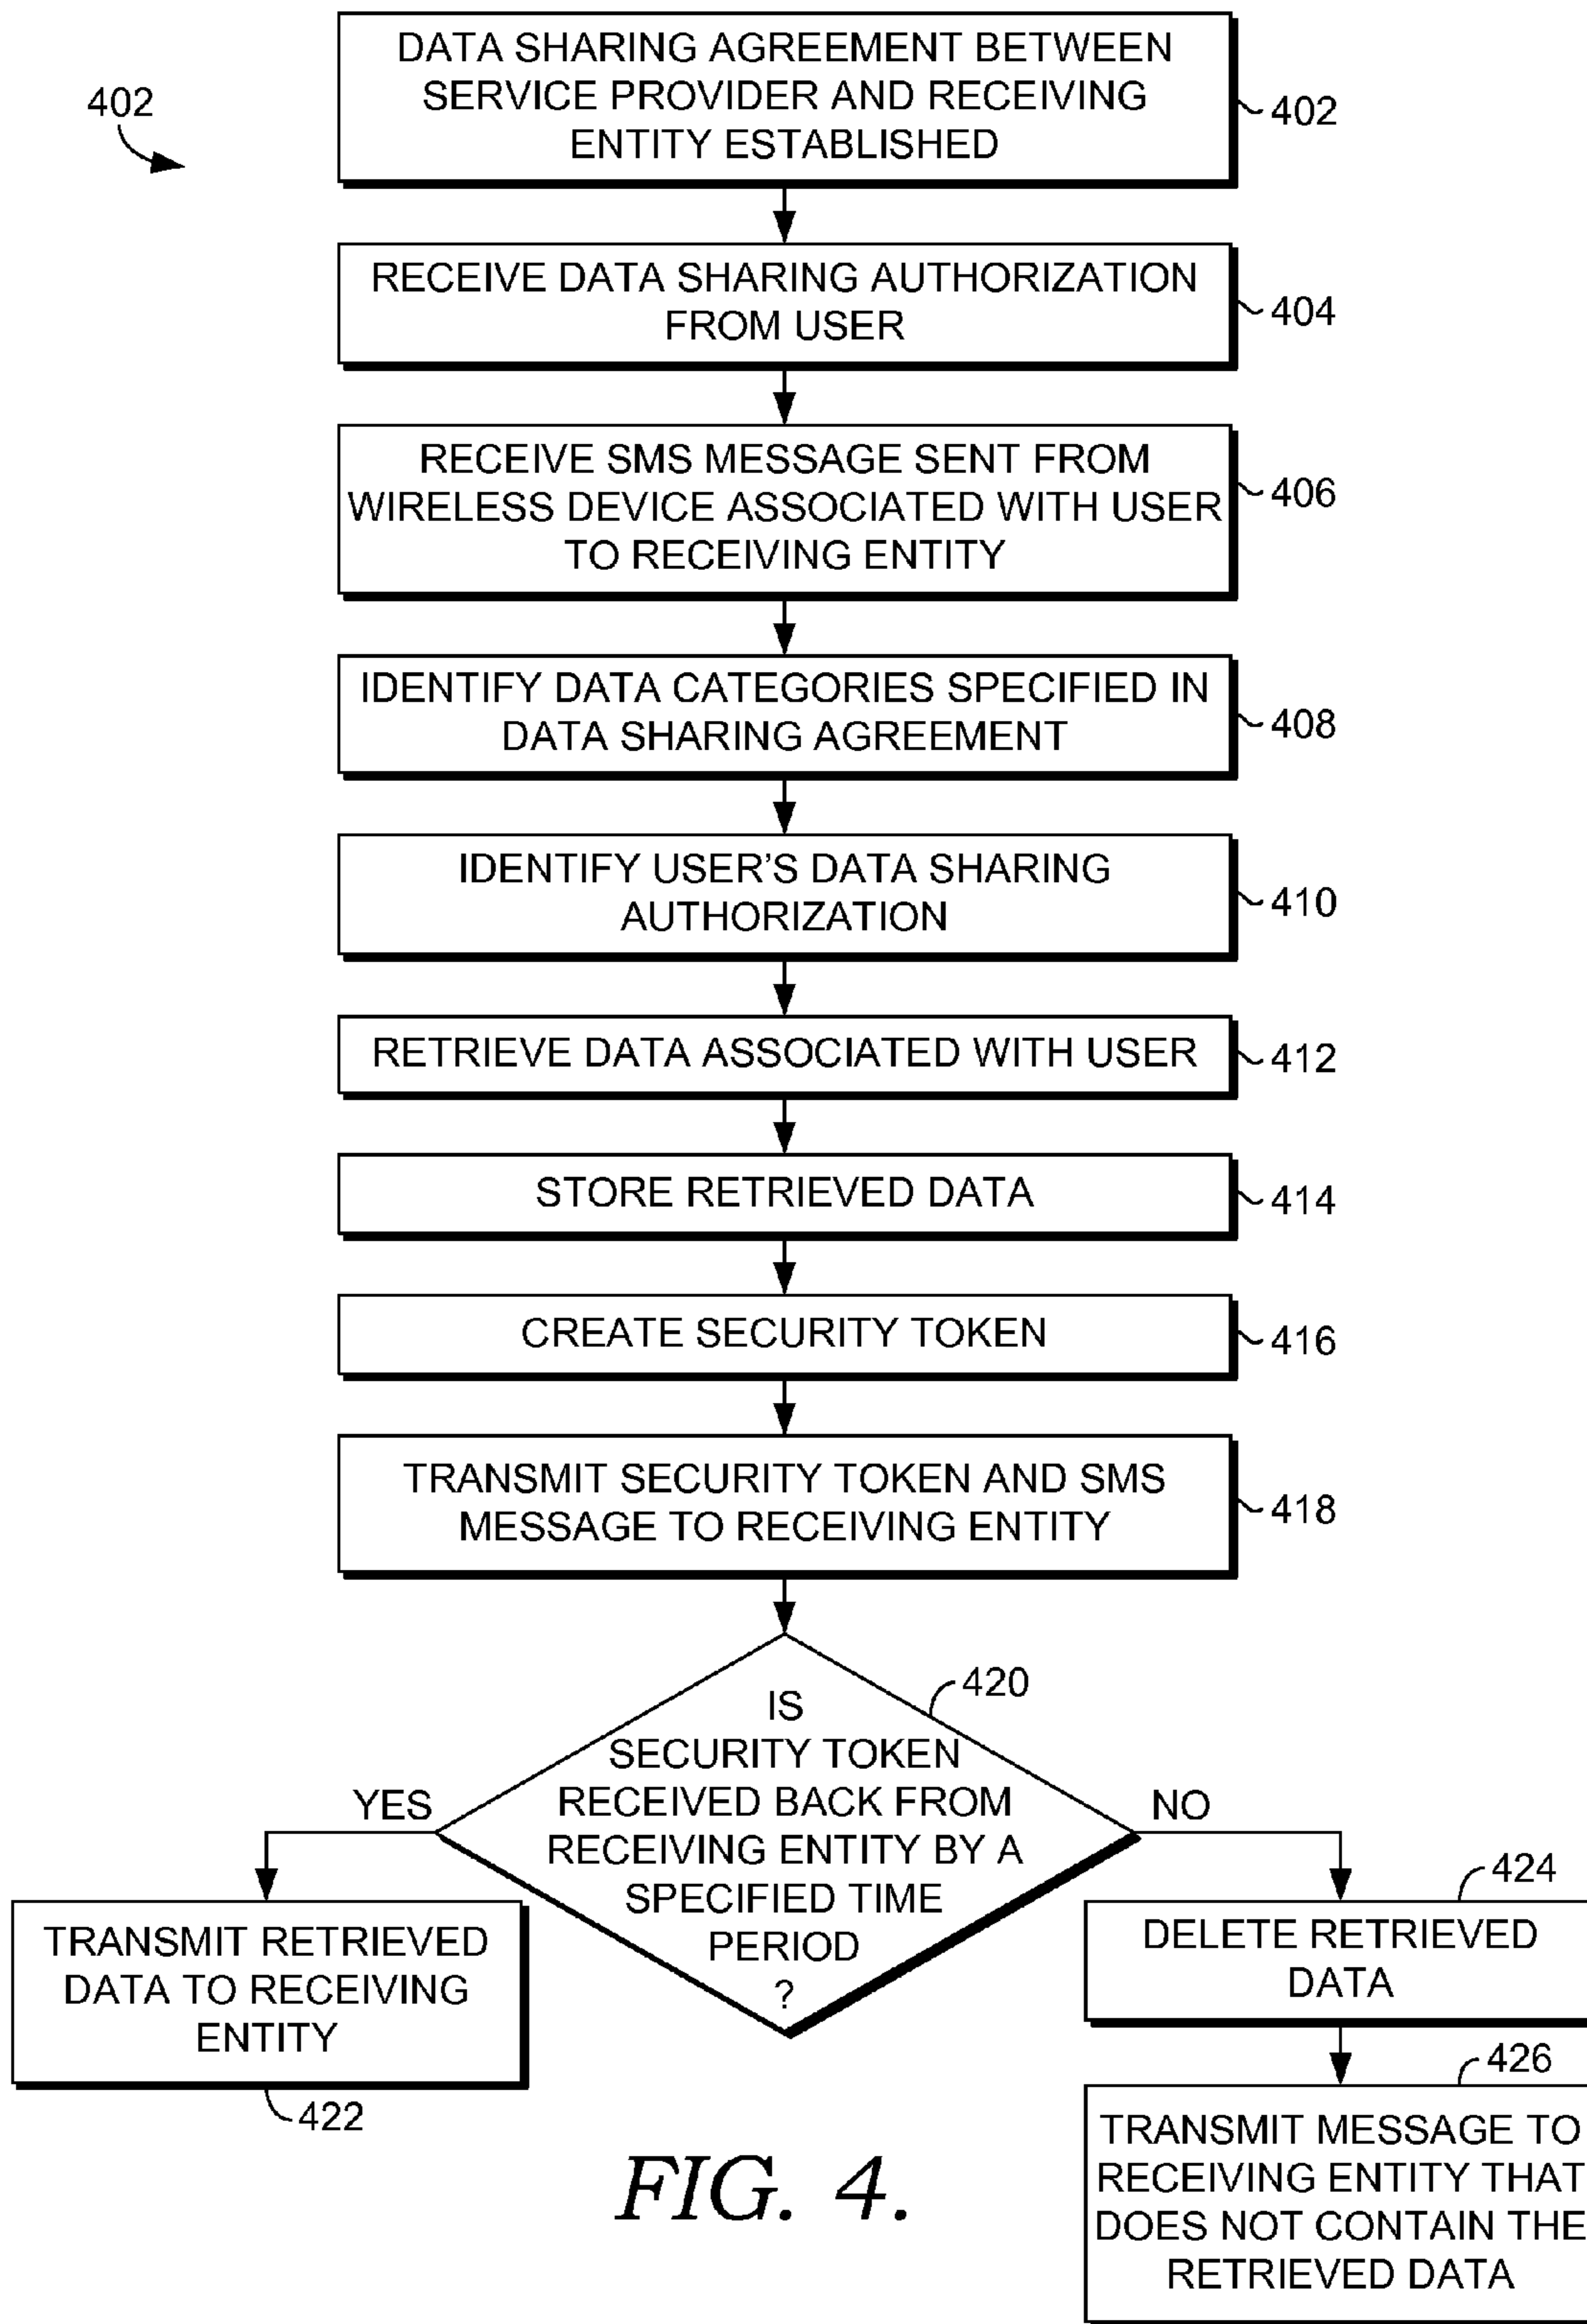 402
DATA SHARING AGREEMENT BETWEEN
SERVICE PROVIDER AND RECEIVING
ENTITY ESTABLISHED
402
RECEIVE DATA SHARING AUTHORIZATION
FROM USER
404
RECEIVE SMS MESSAGE SENT FROM
WIRELESS DEVICE ASSOCIATED WITH USER
TO RECEIVING ENTITY
406
IDENTIFY DATA CATEGORIES SPECIFIED IN
DATA SHARING AGREEMENT
408
IDENTIFY USER'S DATA SHARING
AUTHORIZATION
410
RETRIEVE DATA ASSOCIATED WITH USER
412
STORE RETRIEVED DATA
414
CREATE SECURITY TOKEN
416
TRANSMIT SECURITY TOKEN AND SMS
MESSAGE TO RECEIVING ENTITY
418
IS
SECURITY TOKEN
RECEIVED BACK FROM
RECEIVING ENTITY BY A
SPECIFIED TIME
PERIOD
?
420
YES
NO
TRANSMIT RETRIEVED
DATA TO RECEIVING
ENTITY
422
424
DELETE RETRIEVED
DATA
426
TRANSMIT MESSAGE TO
RECEIVING ENTITY THAT
DOES NOT CONTAIN THE
RETRIEVED DATA
FIG. 4.